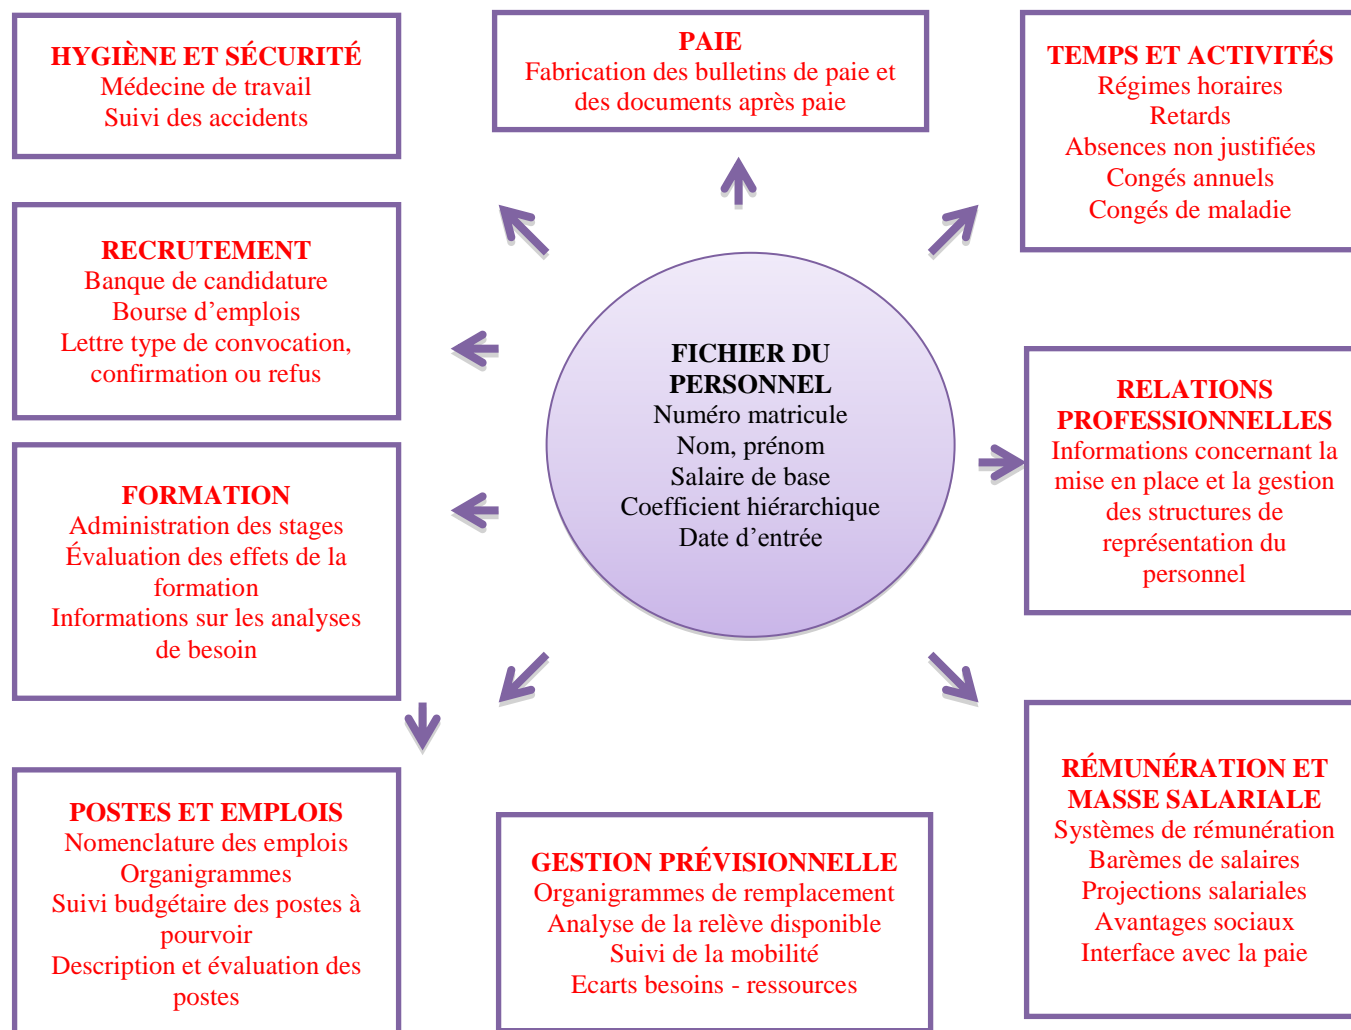 HYGIÈNE ET SÉCURITÉ
Médecine de travail
Suivi des accidents
PAIE
Fabrication des bulletins de paie et
des documents après paie
TEMPS ET ACTIVITÉS
Régimes horaires
Retards
Absences non justifiées
Congés annuels
Congés de maladie
RECRUTEMENT
Banque de candidature
Bourse d’emplois
Lettre type de convocation,
confirmation ou refus
FICHIER DU
PERSONNEL
Numéro matricule
Nom, prénom
Salaire de base
Coefficient hiérarchique
Date d’entrée
RELATIONS
PROFESSIONNELLES
Informations concernant la
mise en place et la gestion
des structures de
représentation du
personnel
FORMATION
Administration des stages
Évaluation des effets de la
formation
Informations sur les analyses
de besoin
POSTES ET EMPLOIS
Nomenclature des emplois
Organigrammes
Suivi budgétaire des postes à
pourvoir
Description et évaluation des
postes
GESTION PRÉVISIONNELLE
Organigrammes de remplacement
Analyse de la relève disponible
Suivi de la mobilité
Ecarts besoins - ressources
RÉMUNÉRATION ET
MASSE SALARIALE
Systèmes de rémunération
Barèmes de salaires
Projections salariales
Avantages sociaux
Interface avec la paie